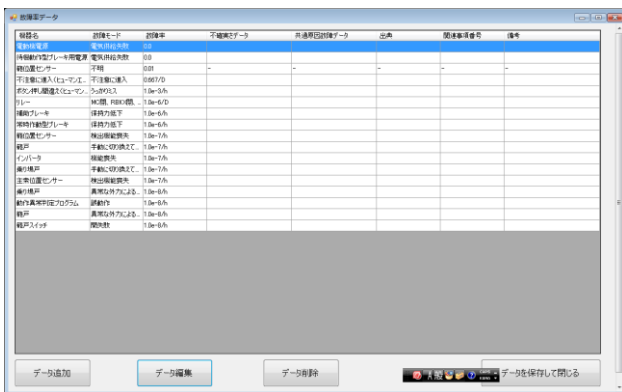 故障率データ
機器名 故障モード 故障率 不確実さデータ 共通原因故障データ 出典 関連事項番号 備考
電動機電源 電気供給失敗 0.0
待機動作型ブレーキ用電源 電気供給失敗 0.0
籠位置センサー 不明 0.01 - - - - -
不注意に進入(ヒューマンエ... 不注意に進入 0.667/D
ボタン押し間違え(ヒューマン... うっかりミス 1.0e-3/h
リレー MC閉, RBIO閉, ... 1.0e-6/D
補助ブレーキ 保持力低下 1.0e-6/h
常時作動型ブレーキ 保持力低下 1.0e-6/h
籠位置センサー 検出機能喪失 1.0e-7/h
籠戸 手動に切り換えて... 1.0e-7/h
インバータ 機能喪失 1.0e-7/h
乗り場戸 手動に切り換えて... 1.0e-7/h
主索位置センサー 検出機能喪失 1.0e-7/h
乗り場戸 異常な外力による... 1.0e-8/h
動作異常判定プログラム 誤動作 1.0e-8/h
籠戸 異常な外力による... 1.0e-8/h
籠戸スイッチ 開失敗 1.0e-8/h
データ追加 データ編集 データ削除 データを保存して閉じる